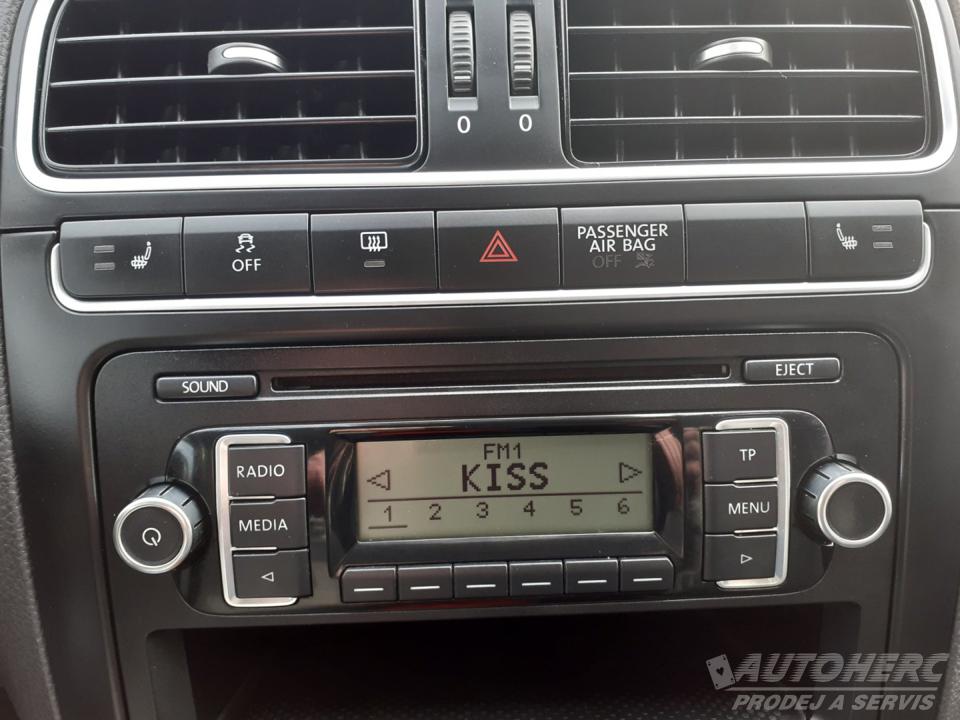 0 0
OFF
PASSENGER
AIR BAG
OFF
SOUND
EJECT
RADIO
MEDIA
FM1
KISS
1 2 3 4 5 6
TP
MENU
AUTOHERC
PRODEJ A SERVIS